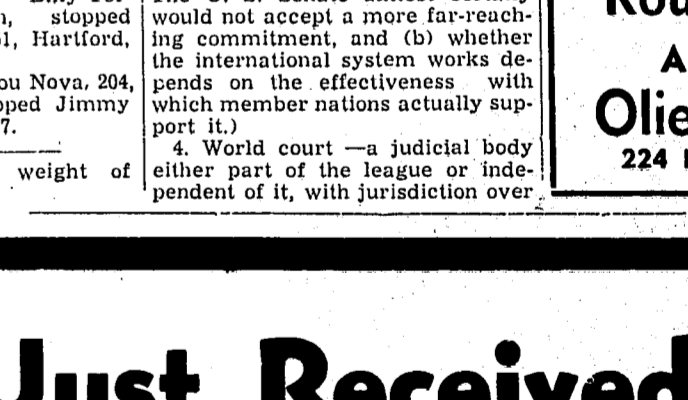 stopped
1, Hartford,
ou Nova, 204,
pped Jimmy
7.
weight of
would not accept a more far-reach-
ing commitment, and (b) whether
the international system works de-
pends on the effectiveness with
which member nations actually sup-
port it.)
4. World court —a judicial body
either part of the league or inde-
pendent of it, with jurisdiction over
A
Olie
224
Just Received